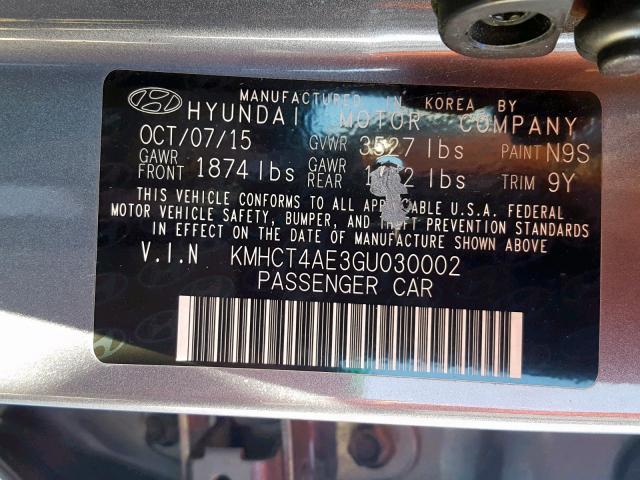 MANUFACTURED IN KOREA BY
HYUNDAI MOTOR COMPANY
OCT/07/15 GVWR 3527 lbs PAINT N9S
GAWR FRONT 1874 lbs GAWR REAR lbs TRIM 9Y
THIS VEHICLE CONFORMS TO ALL APPLICABLE U.S.A. FEDERAL
MOTOR VEHICLE SAFETY, BUMPER, AND THEFT PREVENTION STANDARDS
IN EFFECT ON THE DATE OF MANUFACTURE SHOWN ABOVE.
V.I.N KMHCT4AE3GU030002
PASSENGER CAR